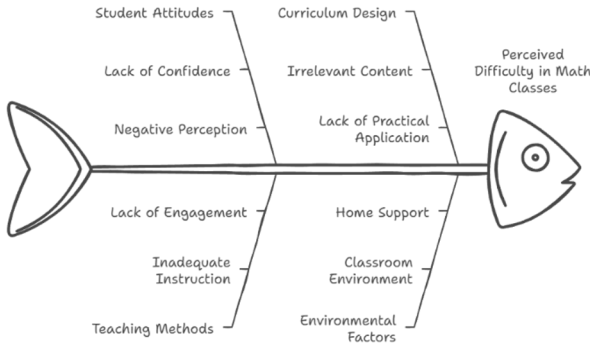 Student Attitudes
Lack of Confidence
Negative Perception
Curriculum Design
Irrelevant Content
Lack of Practical
Application
Perceived
Difficulty in Math
Classes
Lack of Engagement
Inadequate
Instruction
Teaching Methods
Home Support
Classroom
Environment
Environmental
Factors